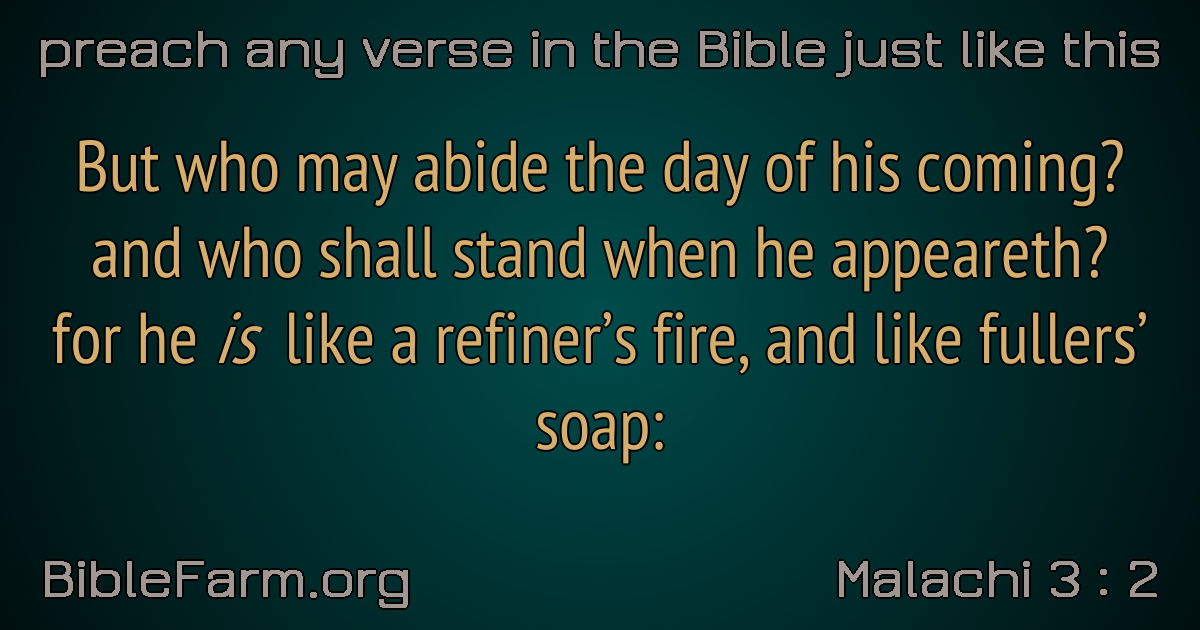 preach any verse in the Bible just like this
But who may abide the day of his coming?
and who shall stand when he appeareth?
for he is like a refiner’s fire, and like fullers’
soap:
BibleFarm.org
Malachi 3 : 2